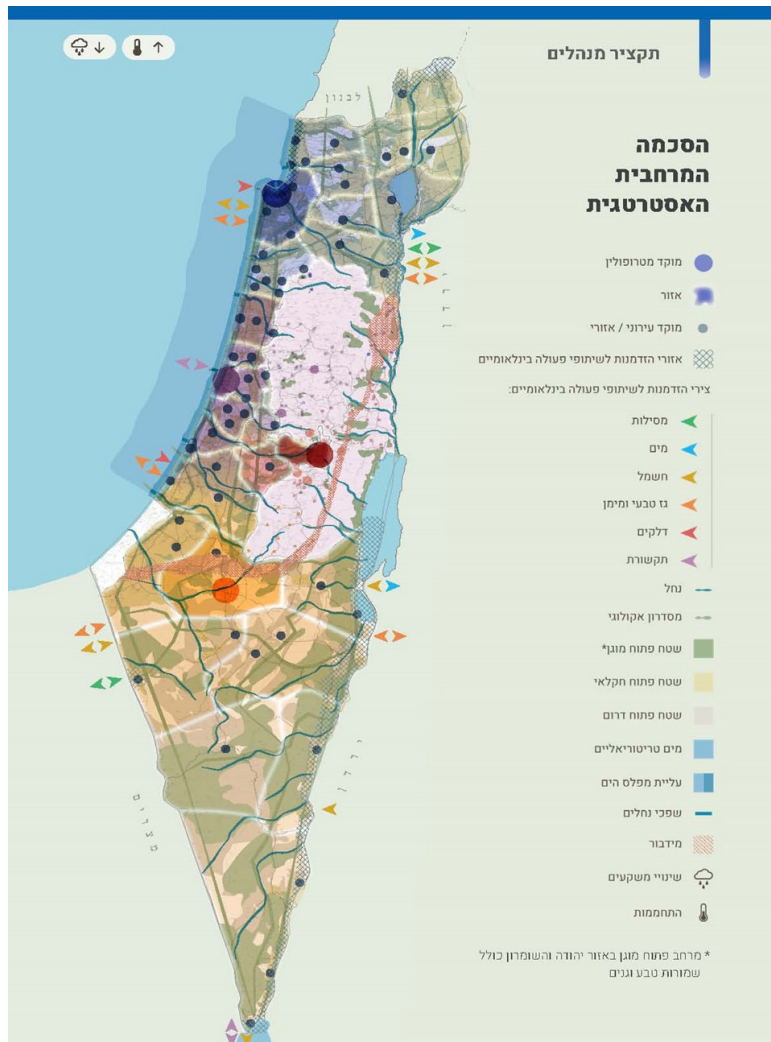 תקציר מנהלים
הסכמה
המרחבית
האסטרטגית
מוקד מטרופולין
אזור
מוקד עירוני / אזורי
אזורי הזדמנות לשיתופי פעולה בינלאומיים
צירי הזדמנות לשיתופי פעולה בינלאומיים:
מסילות
מים
חשמל
גז טבעי ומימן
דלקים
תקשורת
נחל
מסדרון אקולוגי
שטח פתוח מוגן*
שטח פתוח חקלאי
שטח פתוח דרום
מים טריטוריאליים
עליית מפלס הים
שפכי נחלים
מידבור
שינויי משקעים
התחממות
* מרחב פתוח מוגן באזור יהודה והשומרון כולל
שמורות טבע וגנים
לבנון
ירדן
ירדן
מצרים